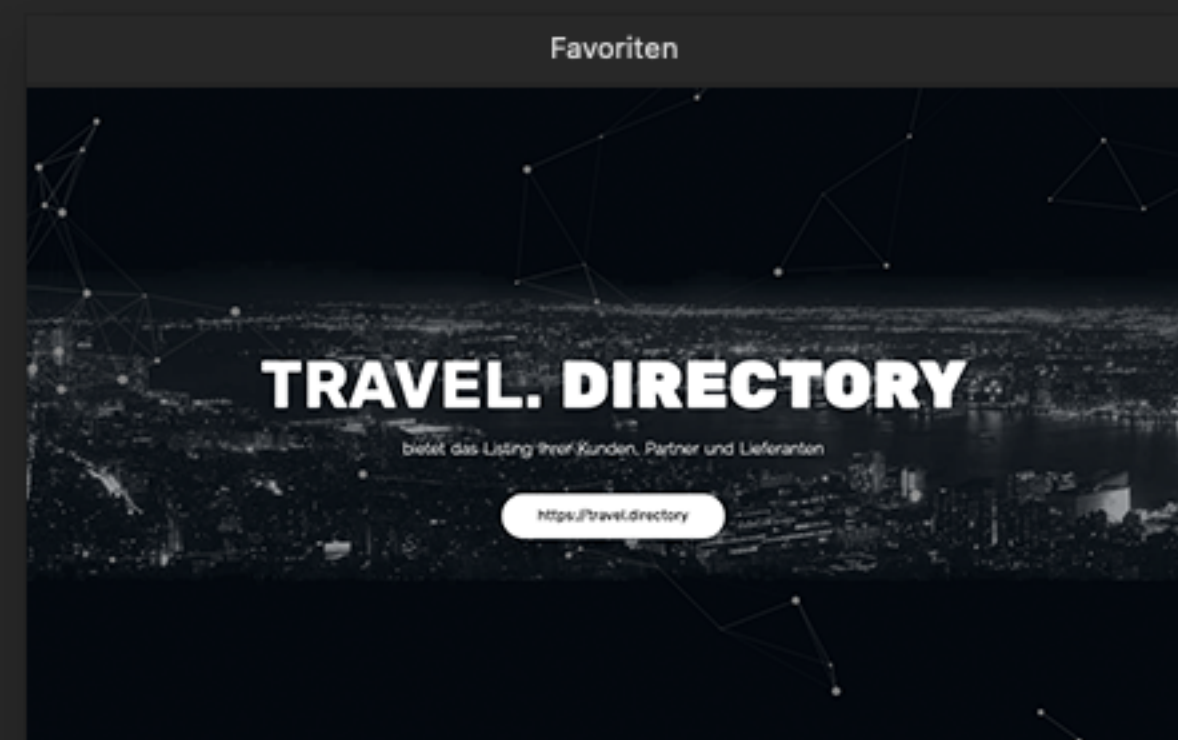 Favoriten
TRAVEL. DIRECTORY
bietet das Listing Ihrer Kunden, Partner und Lieferanten
https://travel.directory